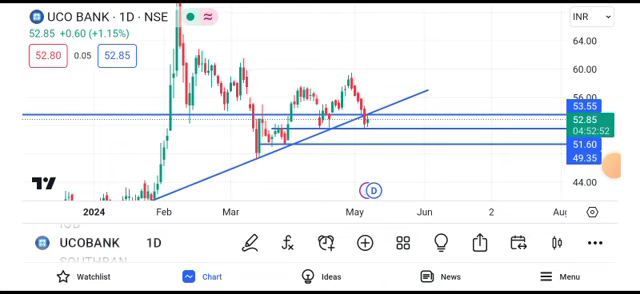 UCO BANK · 1D · NSE
INR
52.85 +0.60 (+1.15%)
52.80 0.05 52.85
64.00
60.00
56.00
53.55
52.85
04:52:52
51.60
49.35
44.00
2024 Feb Mar May Jun 2 Aug
D
UCOBANK 1D
Watchlist Chart Ideas News Menu